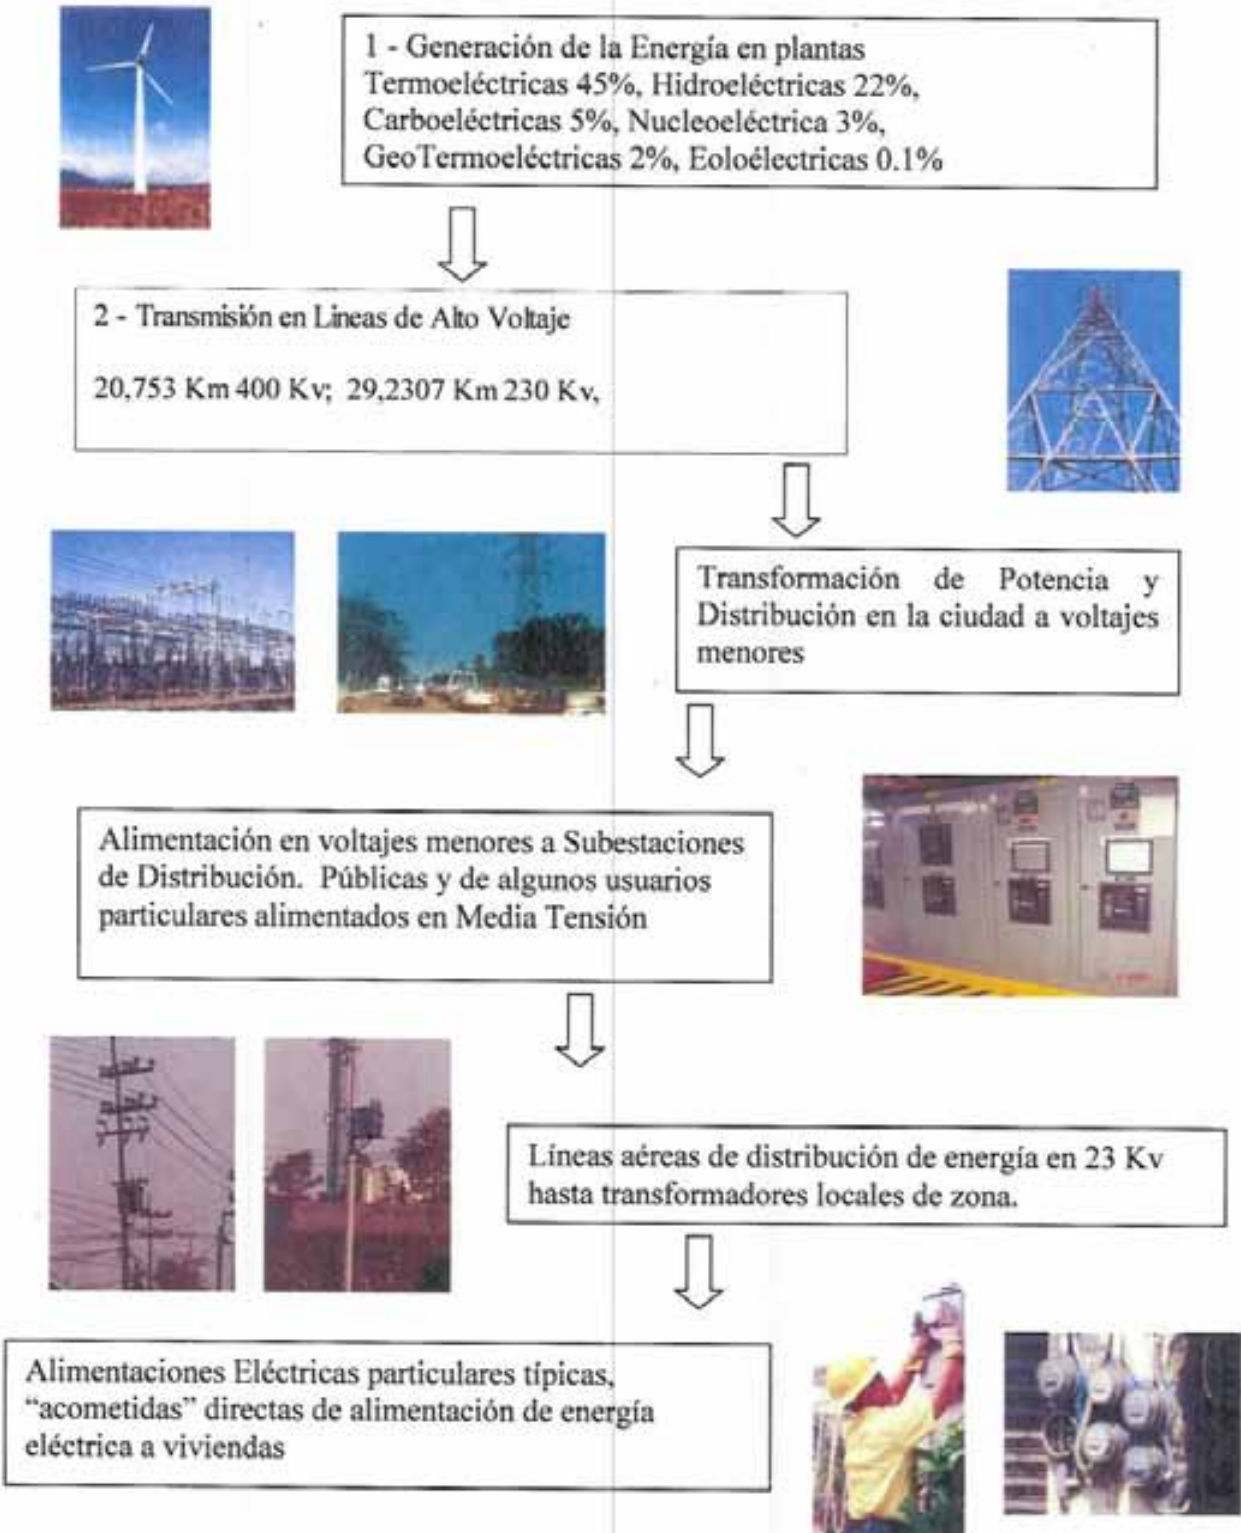 1 - Generación de la Energía en plantas
Termoeléctricas 45%, Hidroeléctricas 22%,
Carboeléctricas 5%, Nucleoeléctrica 3%,
GeoTermoeléctricas 2%, Eoloélectricas 0.1%
2 - Transmisión en Lineas de Alto Voltaje
20,753 Km 400 Kv; 29,2307 Km 230 Kv,
Transformación de Potencia y
Distribución en la ciudad a voltajes
menores
Alimentación en voltajes menores a Subestaciones
de Distribución. Públicas y de algunos usuarios
particulares alimentados en Media Tensión
Líneas aéreas de distribución de energía en 23 Kv
hasta transformadores locales de zona.
Alimentaciones Eléctricas particulares típicas,
“acometidas” directas de alimentación de energía
eléctrica a viviendas